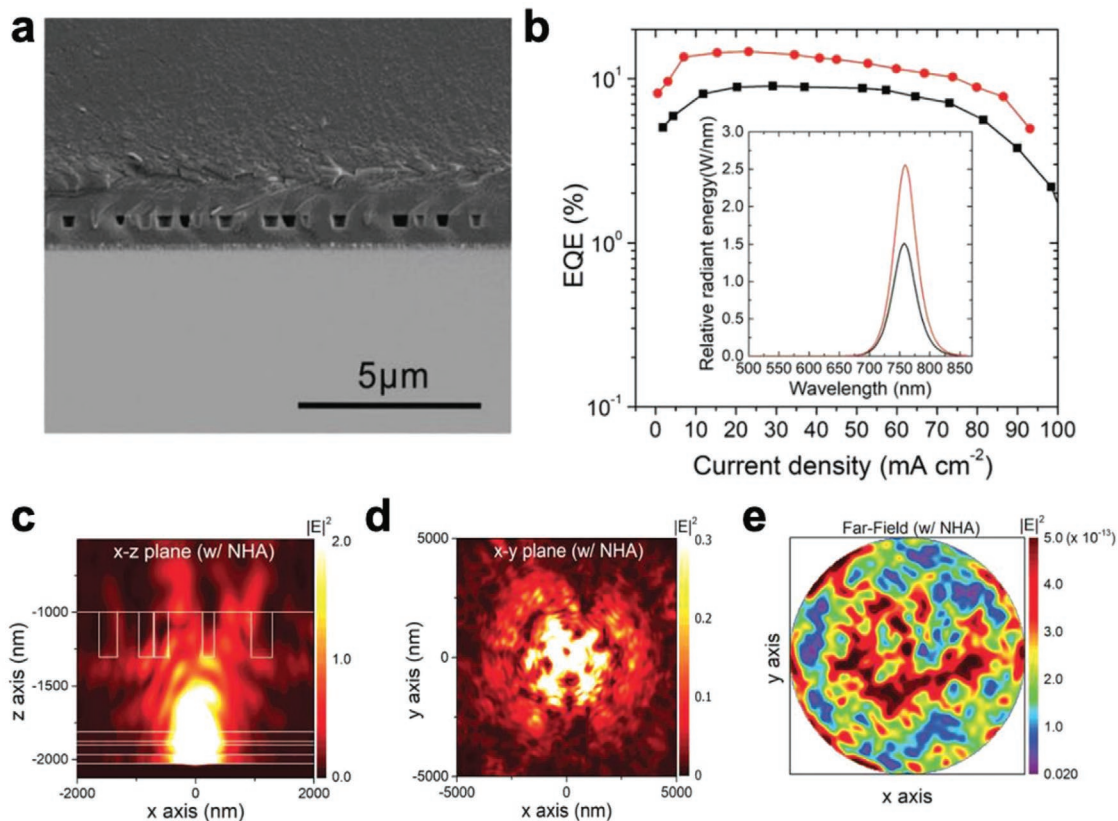 a
5μm
b
EQE (%)
10¹
10⁰
10⁻¹
0 10 20 30 40 50 60 70 80 90 100
Current density (mA cm⁻²)
Relative radiant energy(W/nm)
3.0
2.5
2.0
1.5
1.0
0.5
0.0
500 550 600 650 700 750 800 850
Wavelength (nm)
c
|E|²
x-z plane (w/ NHA)
2.0
1.0
0.0
z axis (nm)
-1000
-1500
-2000
-2000 0 2000
x axis (nm)
d
|E|²
x-y plane (w/ NHA)
0.3
0.2
0.1
0
y axis (nm)
5000
0
-5000
-5000 0 5000
x axis (nm)
e
Far-Field (w/ NHA)
|E|²
5.0 (x 10⁻¹³)
4.0
3.0
2.0
1.0
0.020
y axis
x axis